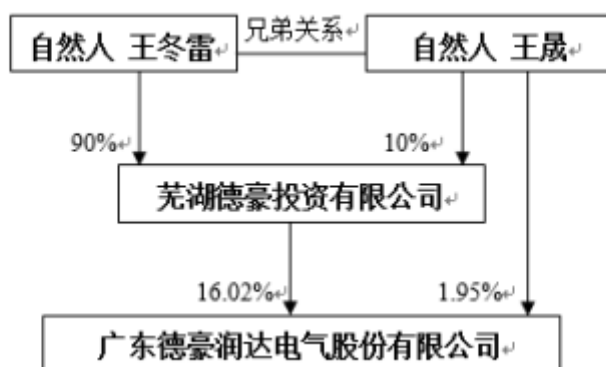 自然人 王冬雷
兄弟关系
自然人 王晟
90%
10%
芜湖德豪投资有限公司
16.02%
1.95%
广东德豪润达电气股份有限公司